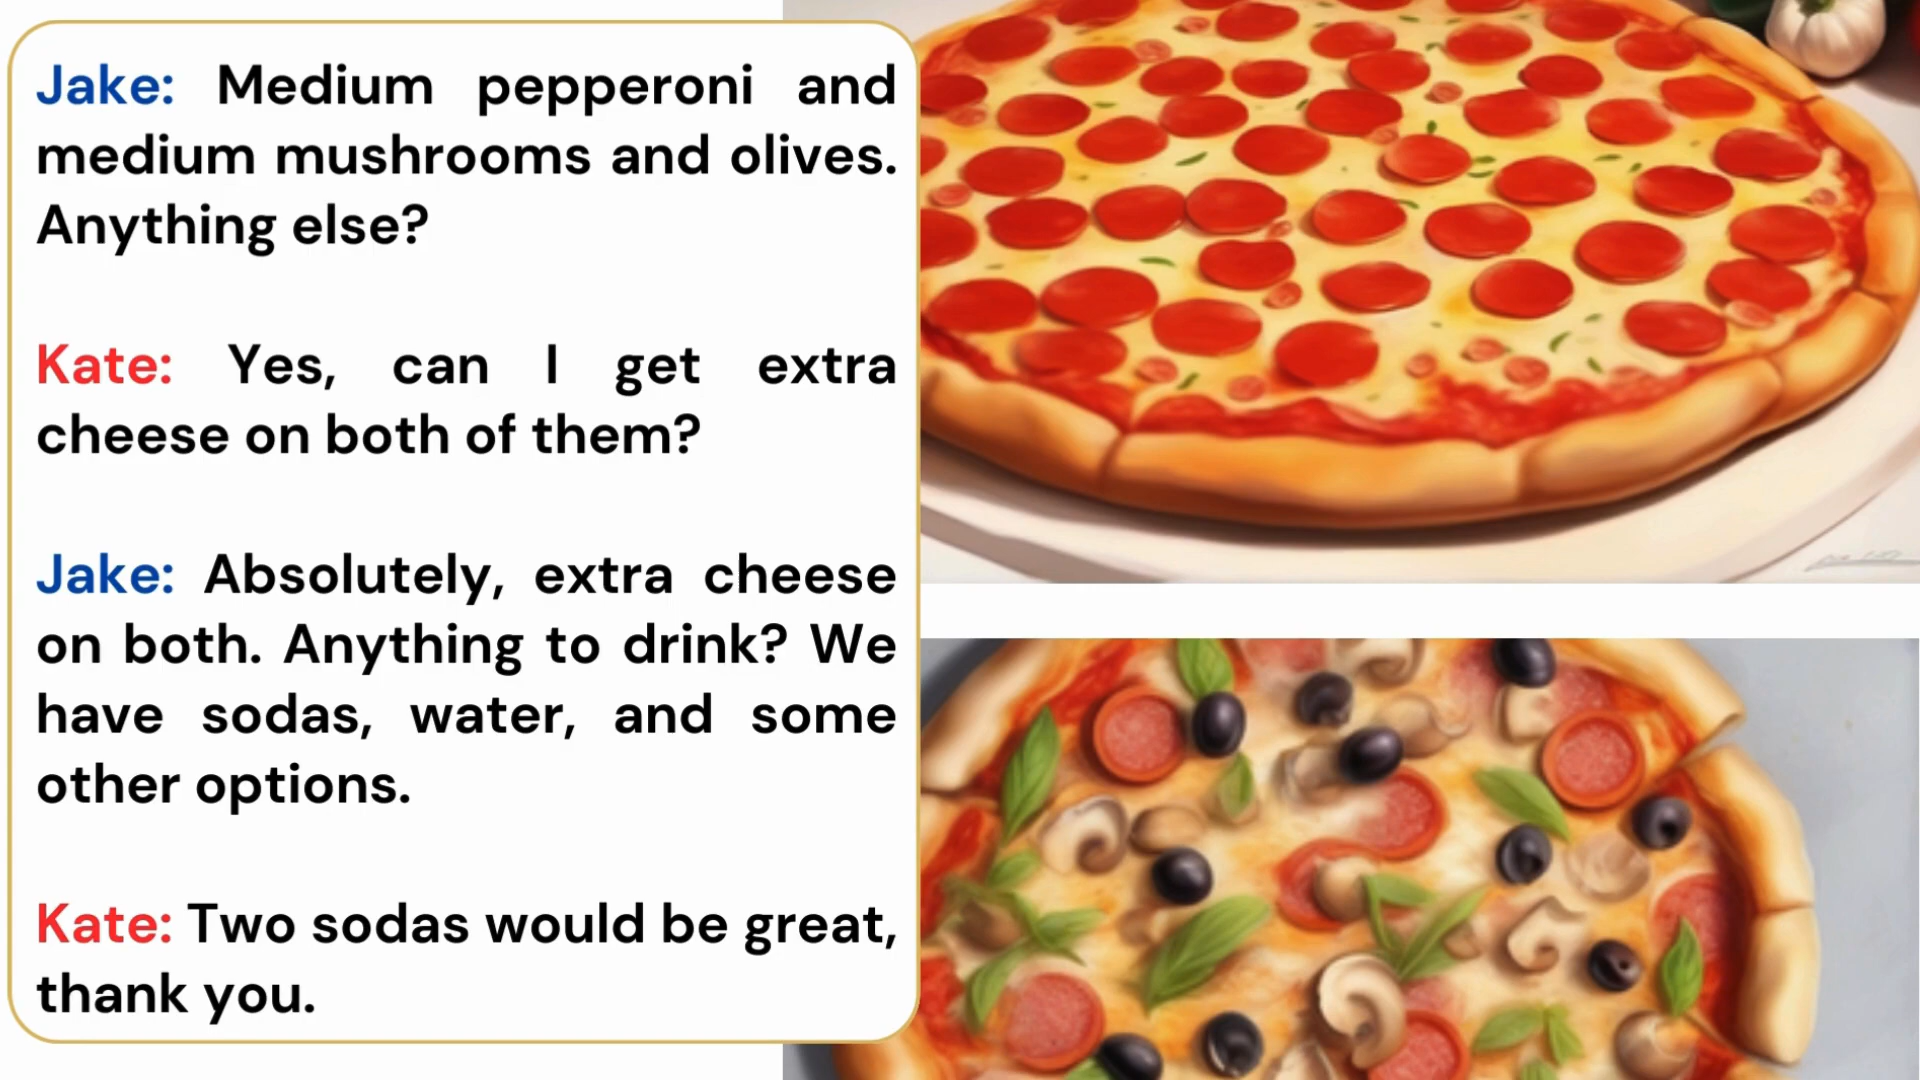 Jake: Medium pepperoni and
medium mushrooms and olives.
Anything else?
Kate: Yes, can I get extra
cheese on both of them?
Jake: Absolutely, extra cheese
on both. Anything to drink? We
have sodas, water, and some
other options.
Kate: Two sodas would be great,
thank you.